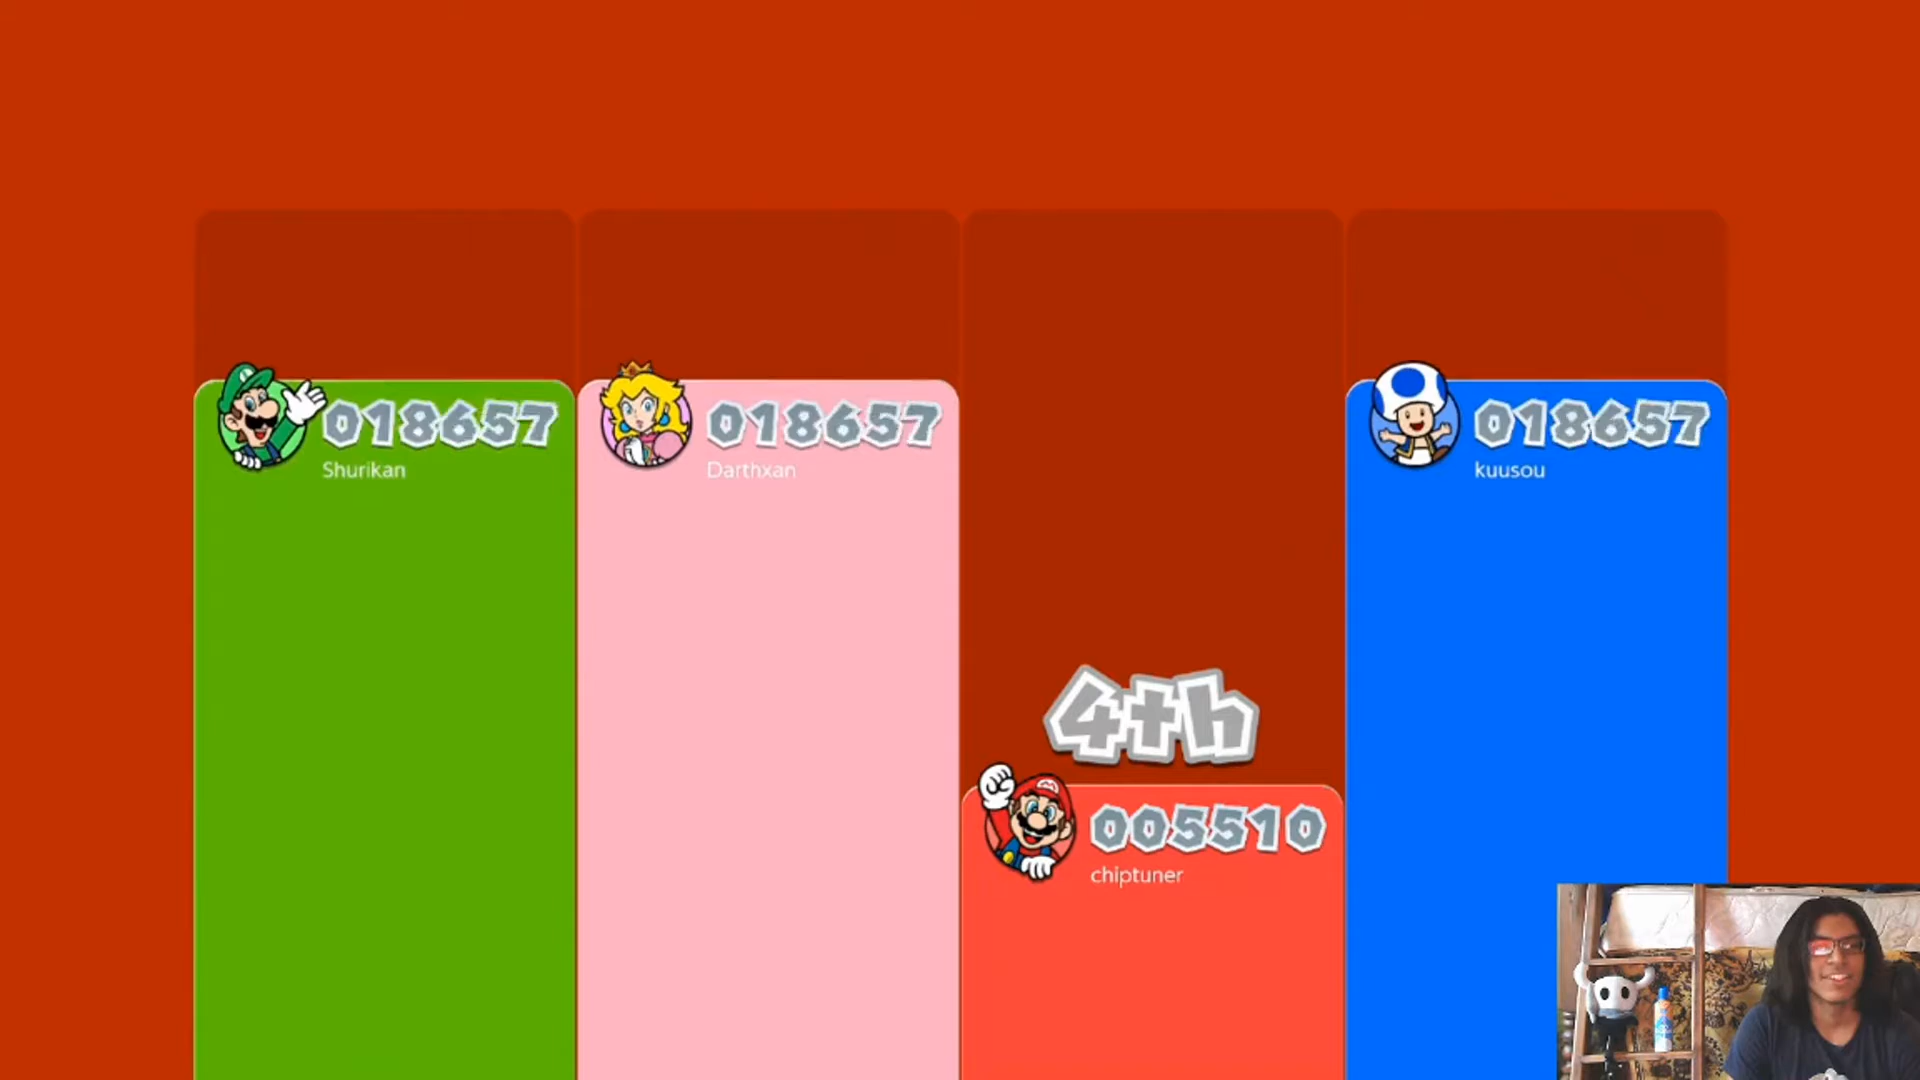 018657
Shurikan
018657
Darthxan
4th
005510
chiptuner
018657
kuusou